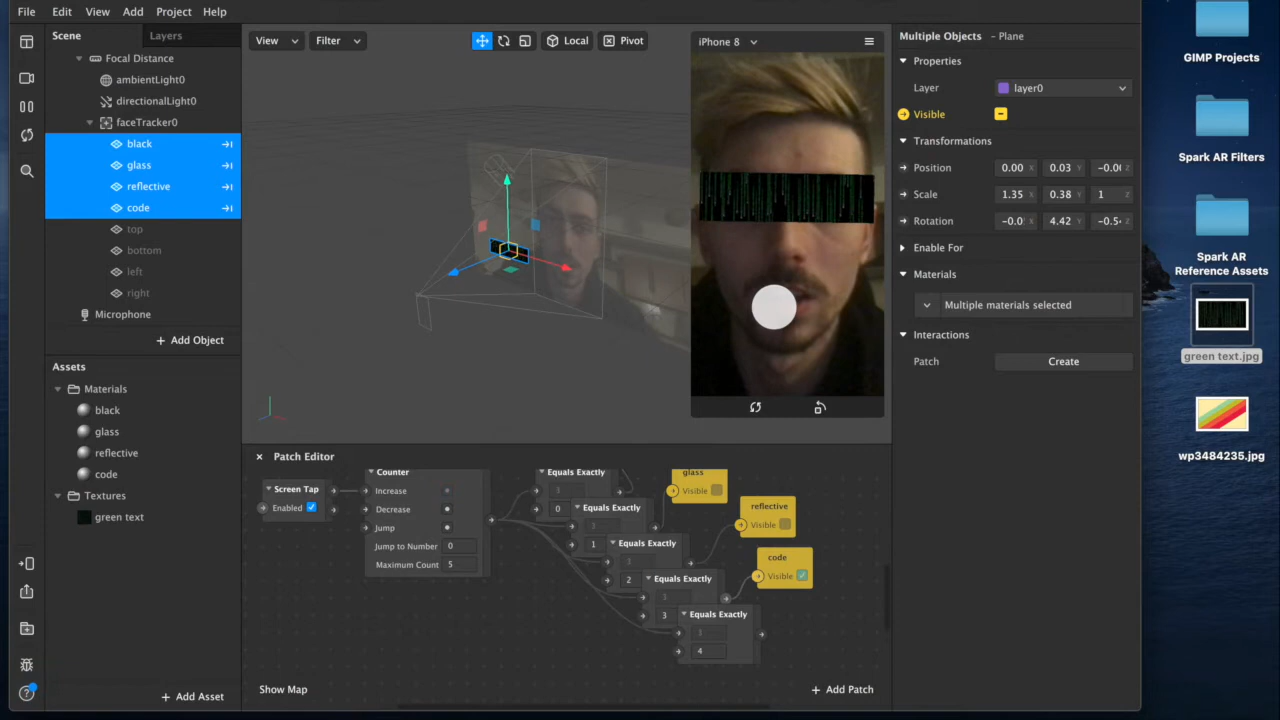 File Edit View Add Project Help
Scene Layers
Focal Distance
ambientLight0
directionalLight0
faceTracker0
black
glass
reflective
code
top
bottom
left
right
Microphone
+ Add Object
Assets
Materials
black
glass
reflective
code
Textures
green text
+ Add Asset
View Filter Local Pivot
iPhone 8
Patch Editor
Screen Tap
Enabled
Counter
Increase
Decrease
Jump
Jump to Number 0
Maximum Count 5
Equals Exactly
3
0
Equals Exactly
3
1
Equals Exactly
3
2
Equals Exactly
3
3
Equals Exactly
3
4
glass
Visible
reflective
Visible
code
Visible
Show Map
+ Add Patch
Multiple Objects - Plane
Properties
Layer layer0
Visible
Transformations
Position 0.00 X 0.03 Y
Scale 1.35 X 0.38 Y 1 Z
Rotation 4.42 Y
Enable For
Materials
Multiple materials selected
Interactions
Patch Create
GIMP Projects
Spark AR Filters
Spark AR
Reference Assets
green text.jpg
wp3484235.jpg